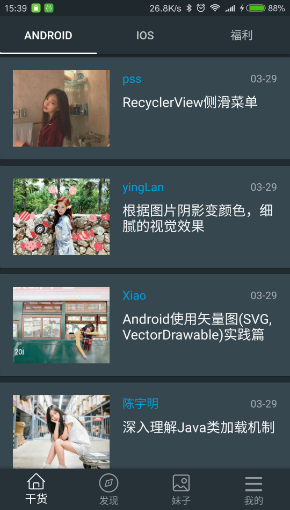 15:39
26.8K/s
88%
ANDROID
IOS
福利
pss
03-29
RecyclerView侧滑菜单
yingLan
03-29
根据图片阴影变颜色，细
腻的视觉效果
Xiao
03-29
Android使用矢量图(SVG,
VectorDrawable)实践篇
陈宇明
03-29
深入理解Java类加载机制
干货
发现
妹子
我的